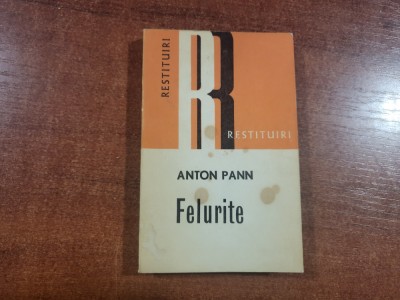 RESTITUIRI
R R
RESTITUIRI
ANTON PANN
Felurite